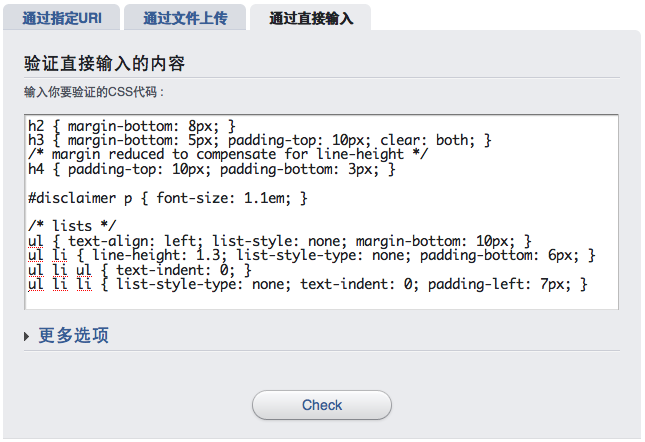 通过指定URI
通过文件上传
通过直接输入
验证直接输入的内容
输入你要验证的CSS代码 :
h2 { margin-bottom: 8px; }
h3 { margin-bottom: 5px; padding-top: 10px; clear: both; }
/* margin reduced to compensate for line-height */
h4 { padding-top: 10px; padding-bottom: 3px; }
#disclaimer p { font-size: 1.1em; }
/* lists */
ul { text-align: left; list-style: none; margin-bottom: 10px; }
ul li { line-height: 1.3; list-style-type: none; padding-bottom: 6px; }
ul li ul { text-indent: 0; }
ul li li { list-style-type: none; text-indent: 0; padding-left: 7px; }
更多选项
Check